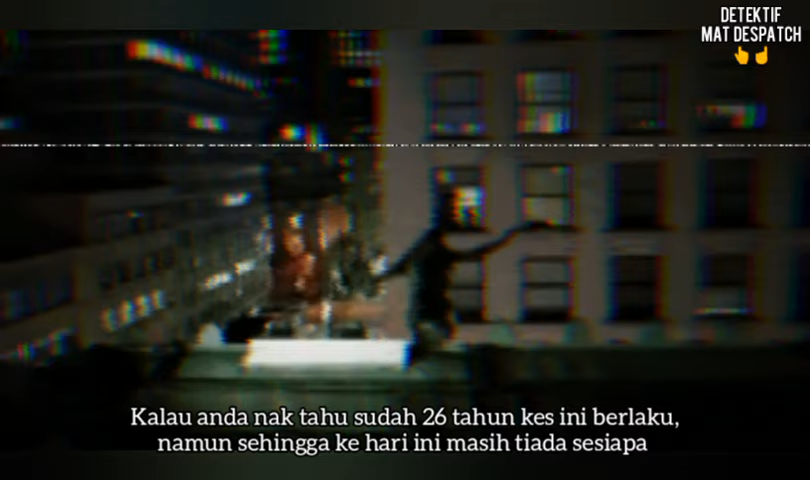 DETEKTIF
MAT DESPATCH
👆☝
Kalau anda nak tahu sudah 26 tahun kes ini berlaku,
namun sehingga ke hari ini masih tiada sesiapa